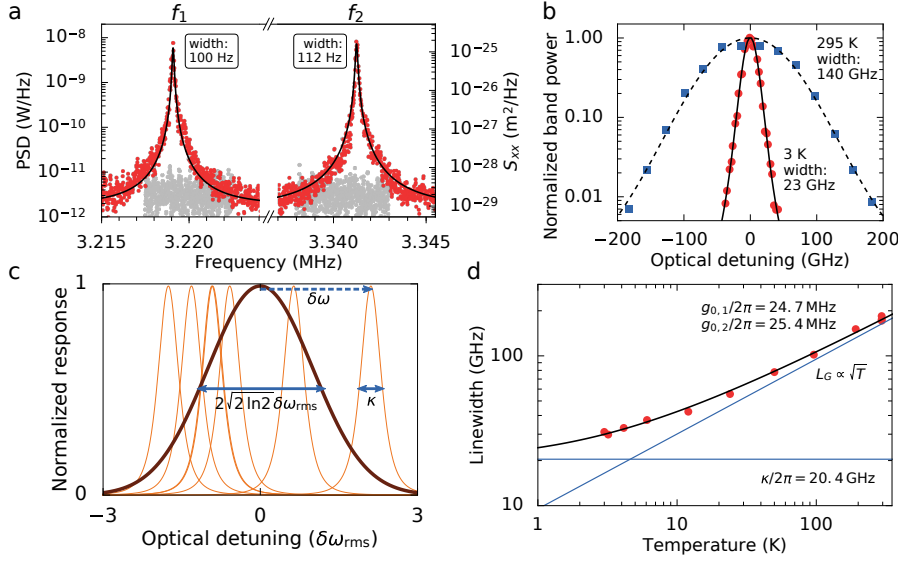 a
f₁
f₂
PSD (W/Hz)
10⁻⁸
10⁻⁹
10⁻¹⁰
10⁻¹¹
10⁻¹²
width:
100 Hz
width:
112 Hz
10⁻²⁵
10⁻²⁶
10⁻²⁷
10⁻²⁸
10⁻²⁹
Sₓₓ (m²/Hz)
3.215 3.220 3.340 3.345
Frequency (MHz)
b
Normalized band power
1.00
0.10
0.01
295 K
width:
140 GHz
3 K
width:
23 GHz
−200 −100 0 100 200
Optical detuning (GHz)
c
Normalized response
1
0
δω
2√2 ln2 δω_rms
κ
−3 0 3
Optical detuning (δω_rms)
d
Linewidth (GHz)
100
10
g₀,₁/2π = 24.7 MHz
g₀,₂/2π = 25.4 MHz
L_G ∝ √T
κ/2π = 20.4 GHz
1 10 100
Temperature (K)